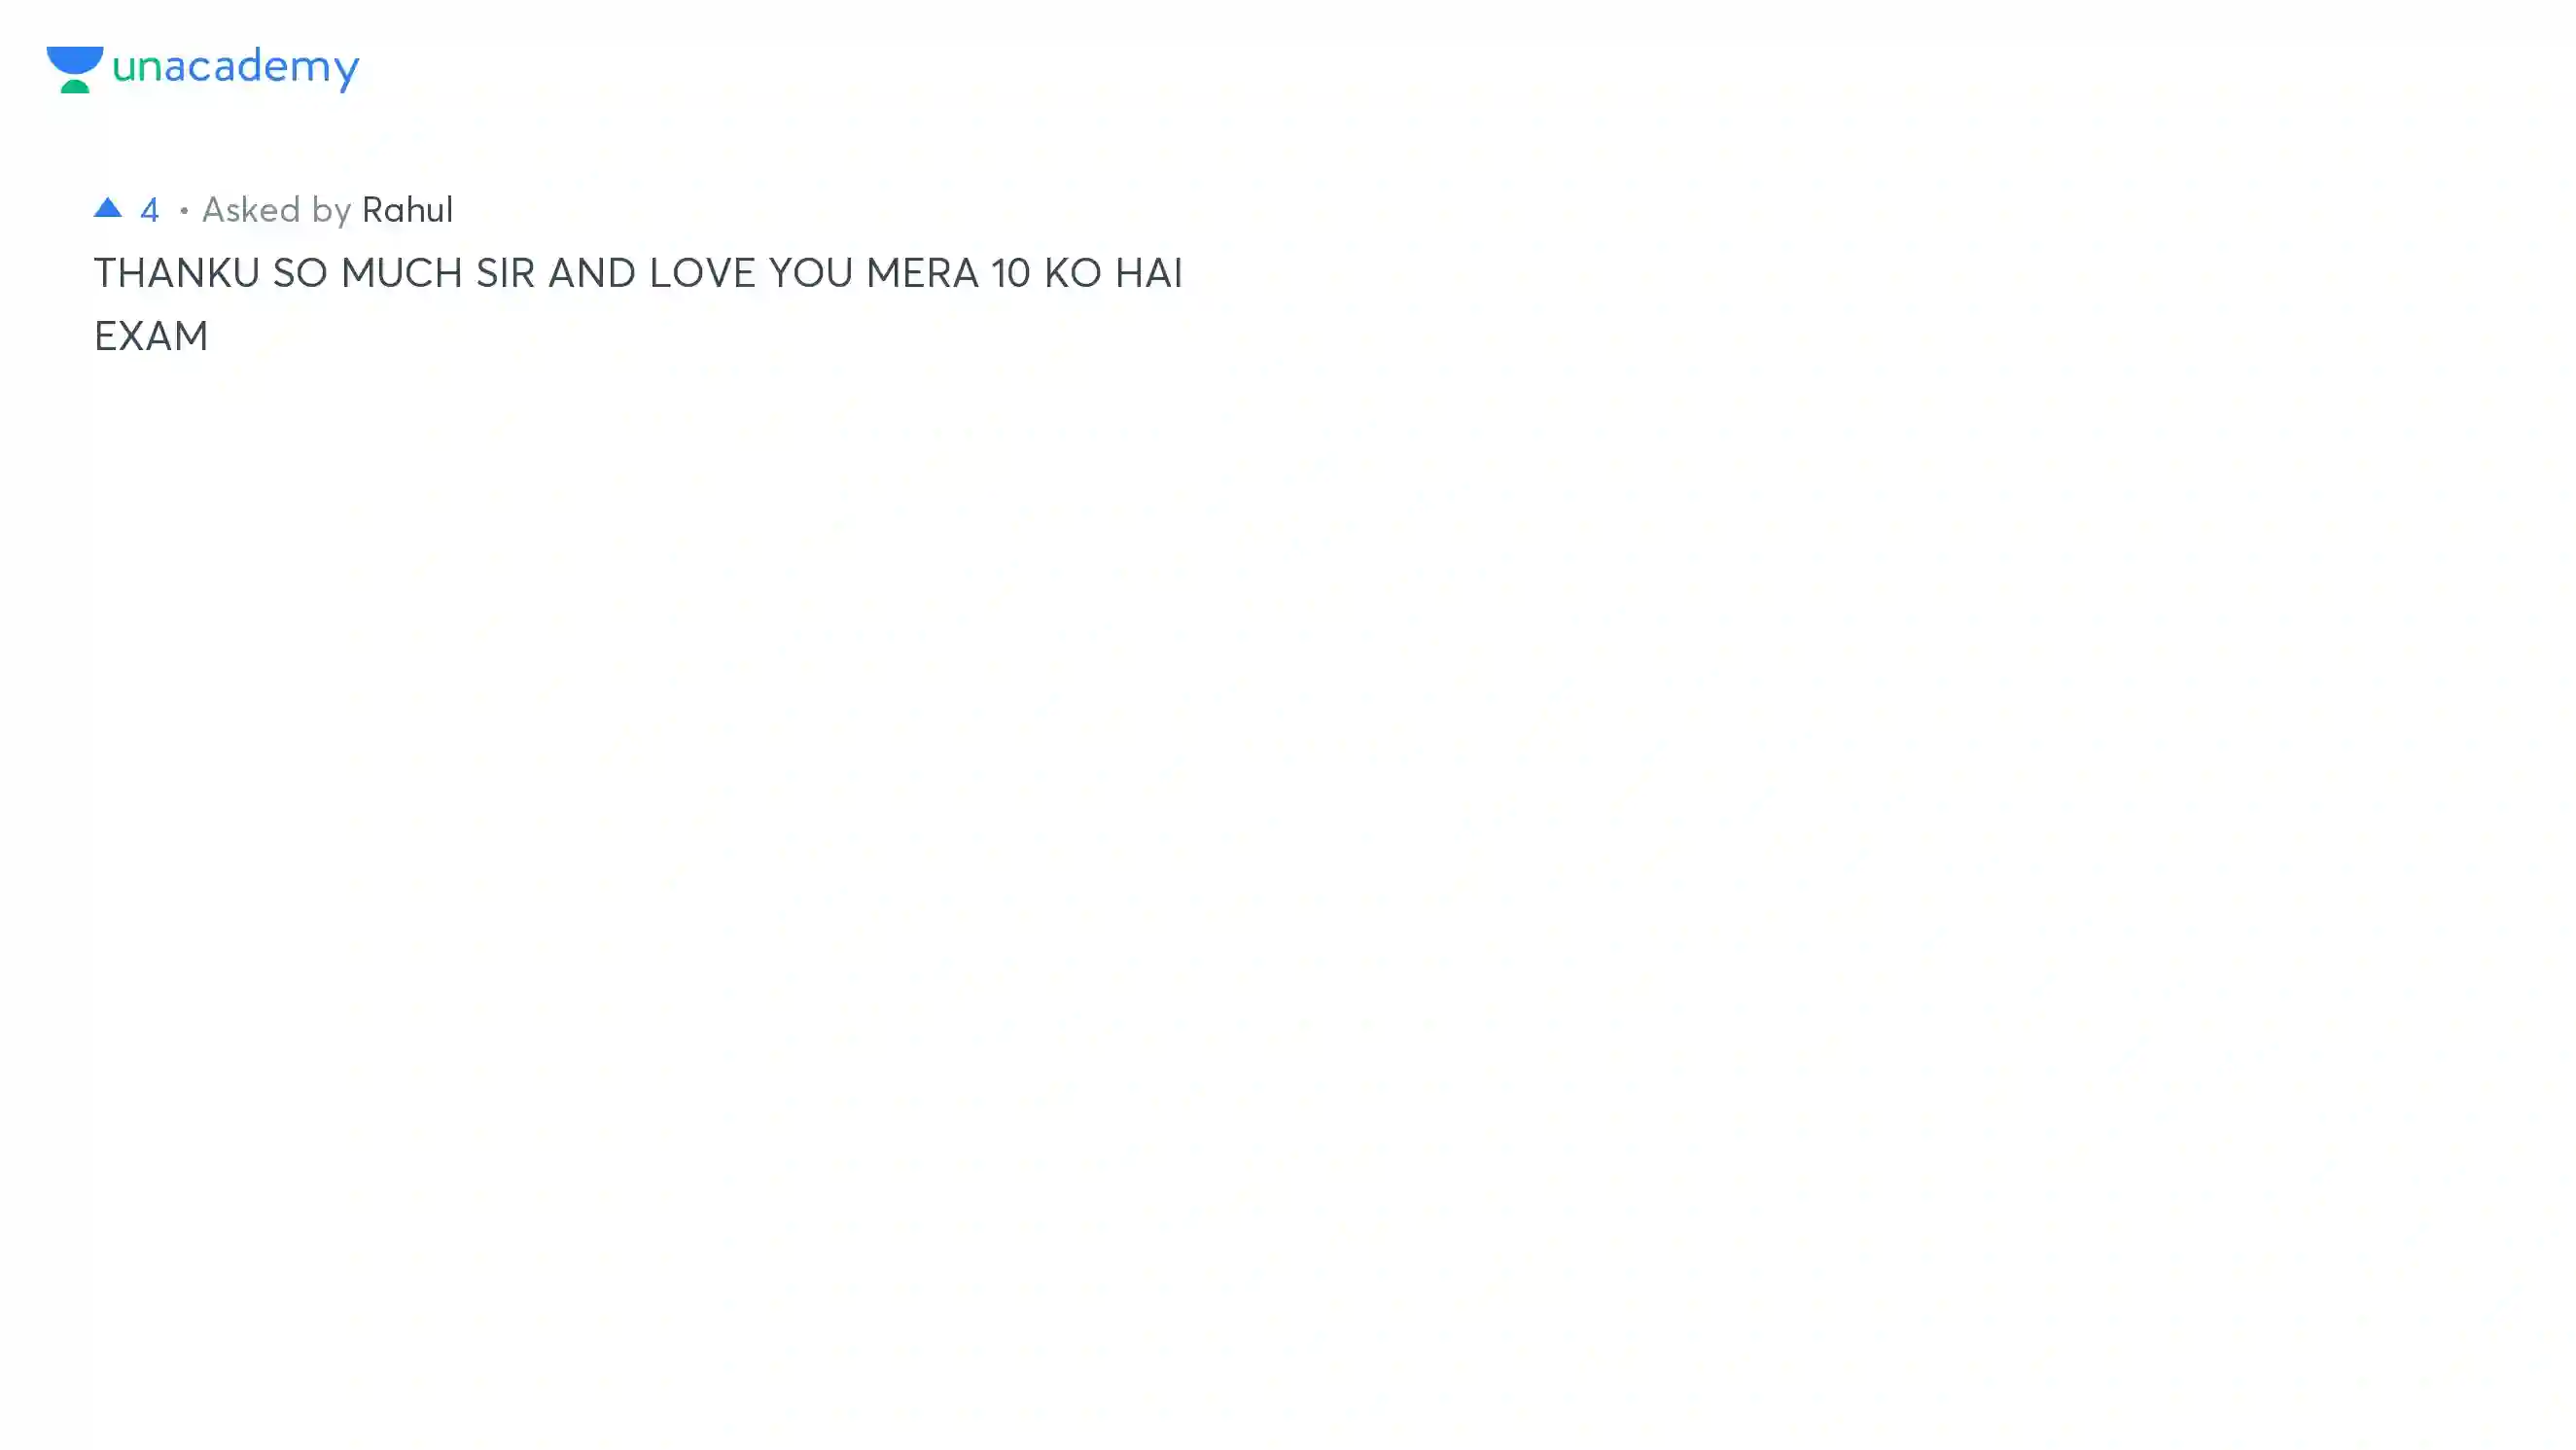 unacademy
▲ 4 • Asked by Rahul
THANKU SO MUCH SIR AND LOVE YOU MERA 10 KO HAI
EXAM